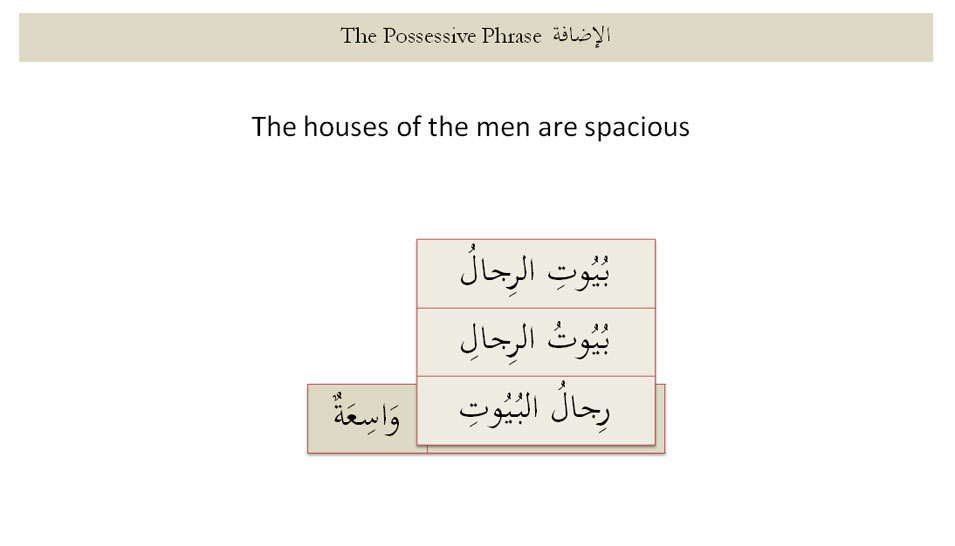 The Possessive Phrase الإضافة
The houses of the men are spacious
بُيُوتِ الرِجالُ
بُيُوتُ الرِجالِ
رِجالُ البُيُوتِ
وَاسِعَةٌ